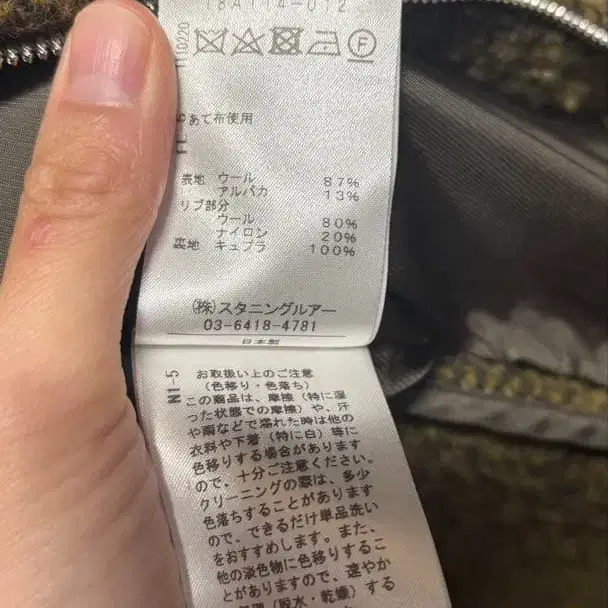 18A114-012
あて布使用
表地 ウール 87%
アルパカ 13%
リブ部分
ウール 80%
ナイロン 20%
裏地 キュプラ 100%
(株)スタニングルアー
03-6418-4781
日本製
N1-5
お取扱い上のご注意
(色移り・色落ち)
この商品は、摩擦(特に湿
った状態での摩擦)や、汗
や雨などで濡れた時は他の
衣料や下着(特に白)等に
色移りする場合があります
ので、十分ご注意ください。
クリーニングの際は、多少
色落ちすることがあります
ので、できるだけ単品洗い
をおすすめします。また、
他の淡色物に色移りするこ
とがありますので、速やか
処理(脱水・乾燥)する